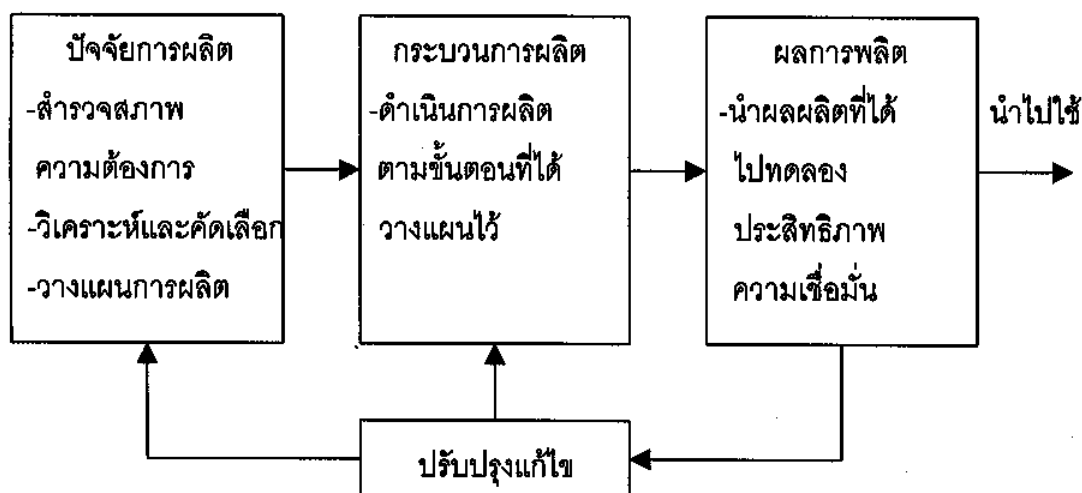 ปัจจัยการผลิต
-สำรวจสภาพ
ความต้องการ
-วิเคราะห์และคัดเลือก
-วางแผนการผลิต
กระบวนการผลิต
-ดำเนินการผลิต
ตามขั้นตอนที่ได้
วางแผนไว้
ผลการพลิต
-นำผลผลิตที่ได้
ไปทดลอง
ประสิทธิภาพ
ความเชื่อมั่น
นำไปใช้
ปรับปรุงแก้ไข